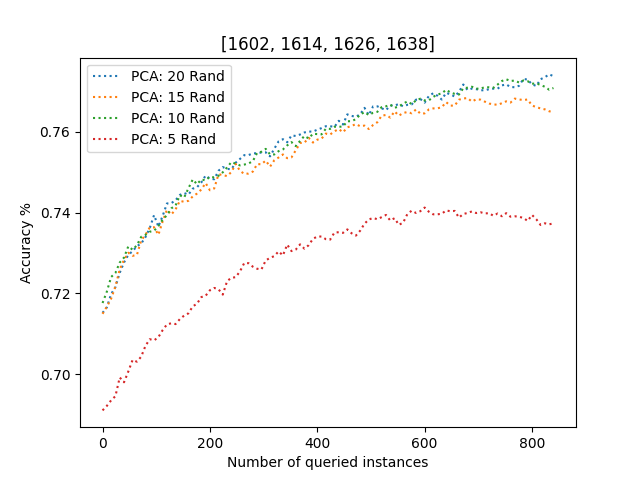 [1602, 1614, 1626, 1638]
PCA: 20 Rand
PCA: 15 Rand
PCA: 10 Rand
PCA: 5 Rand
Accuracy %
0.76
0.74
0.72
0.70
0 200 400 600 800
Number of queried instances